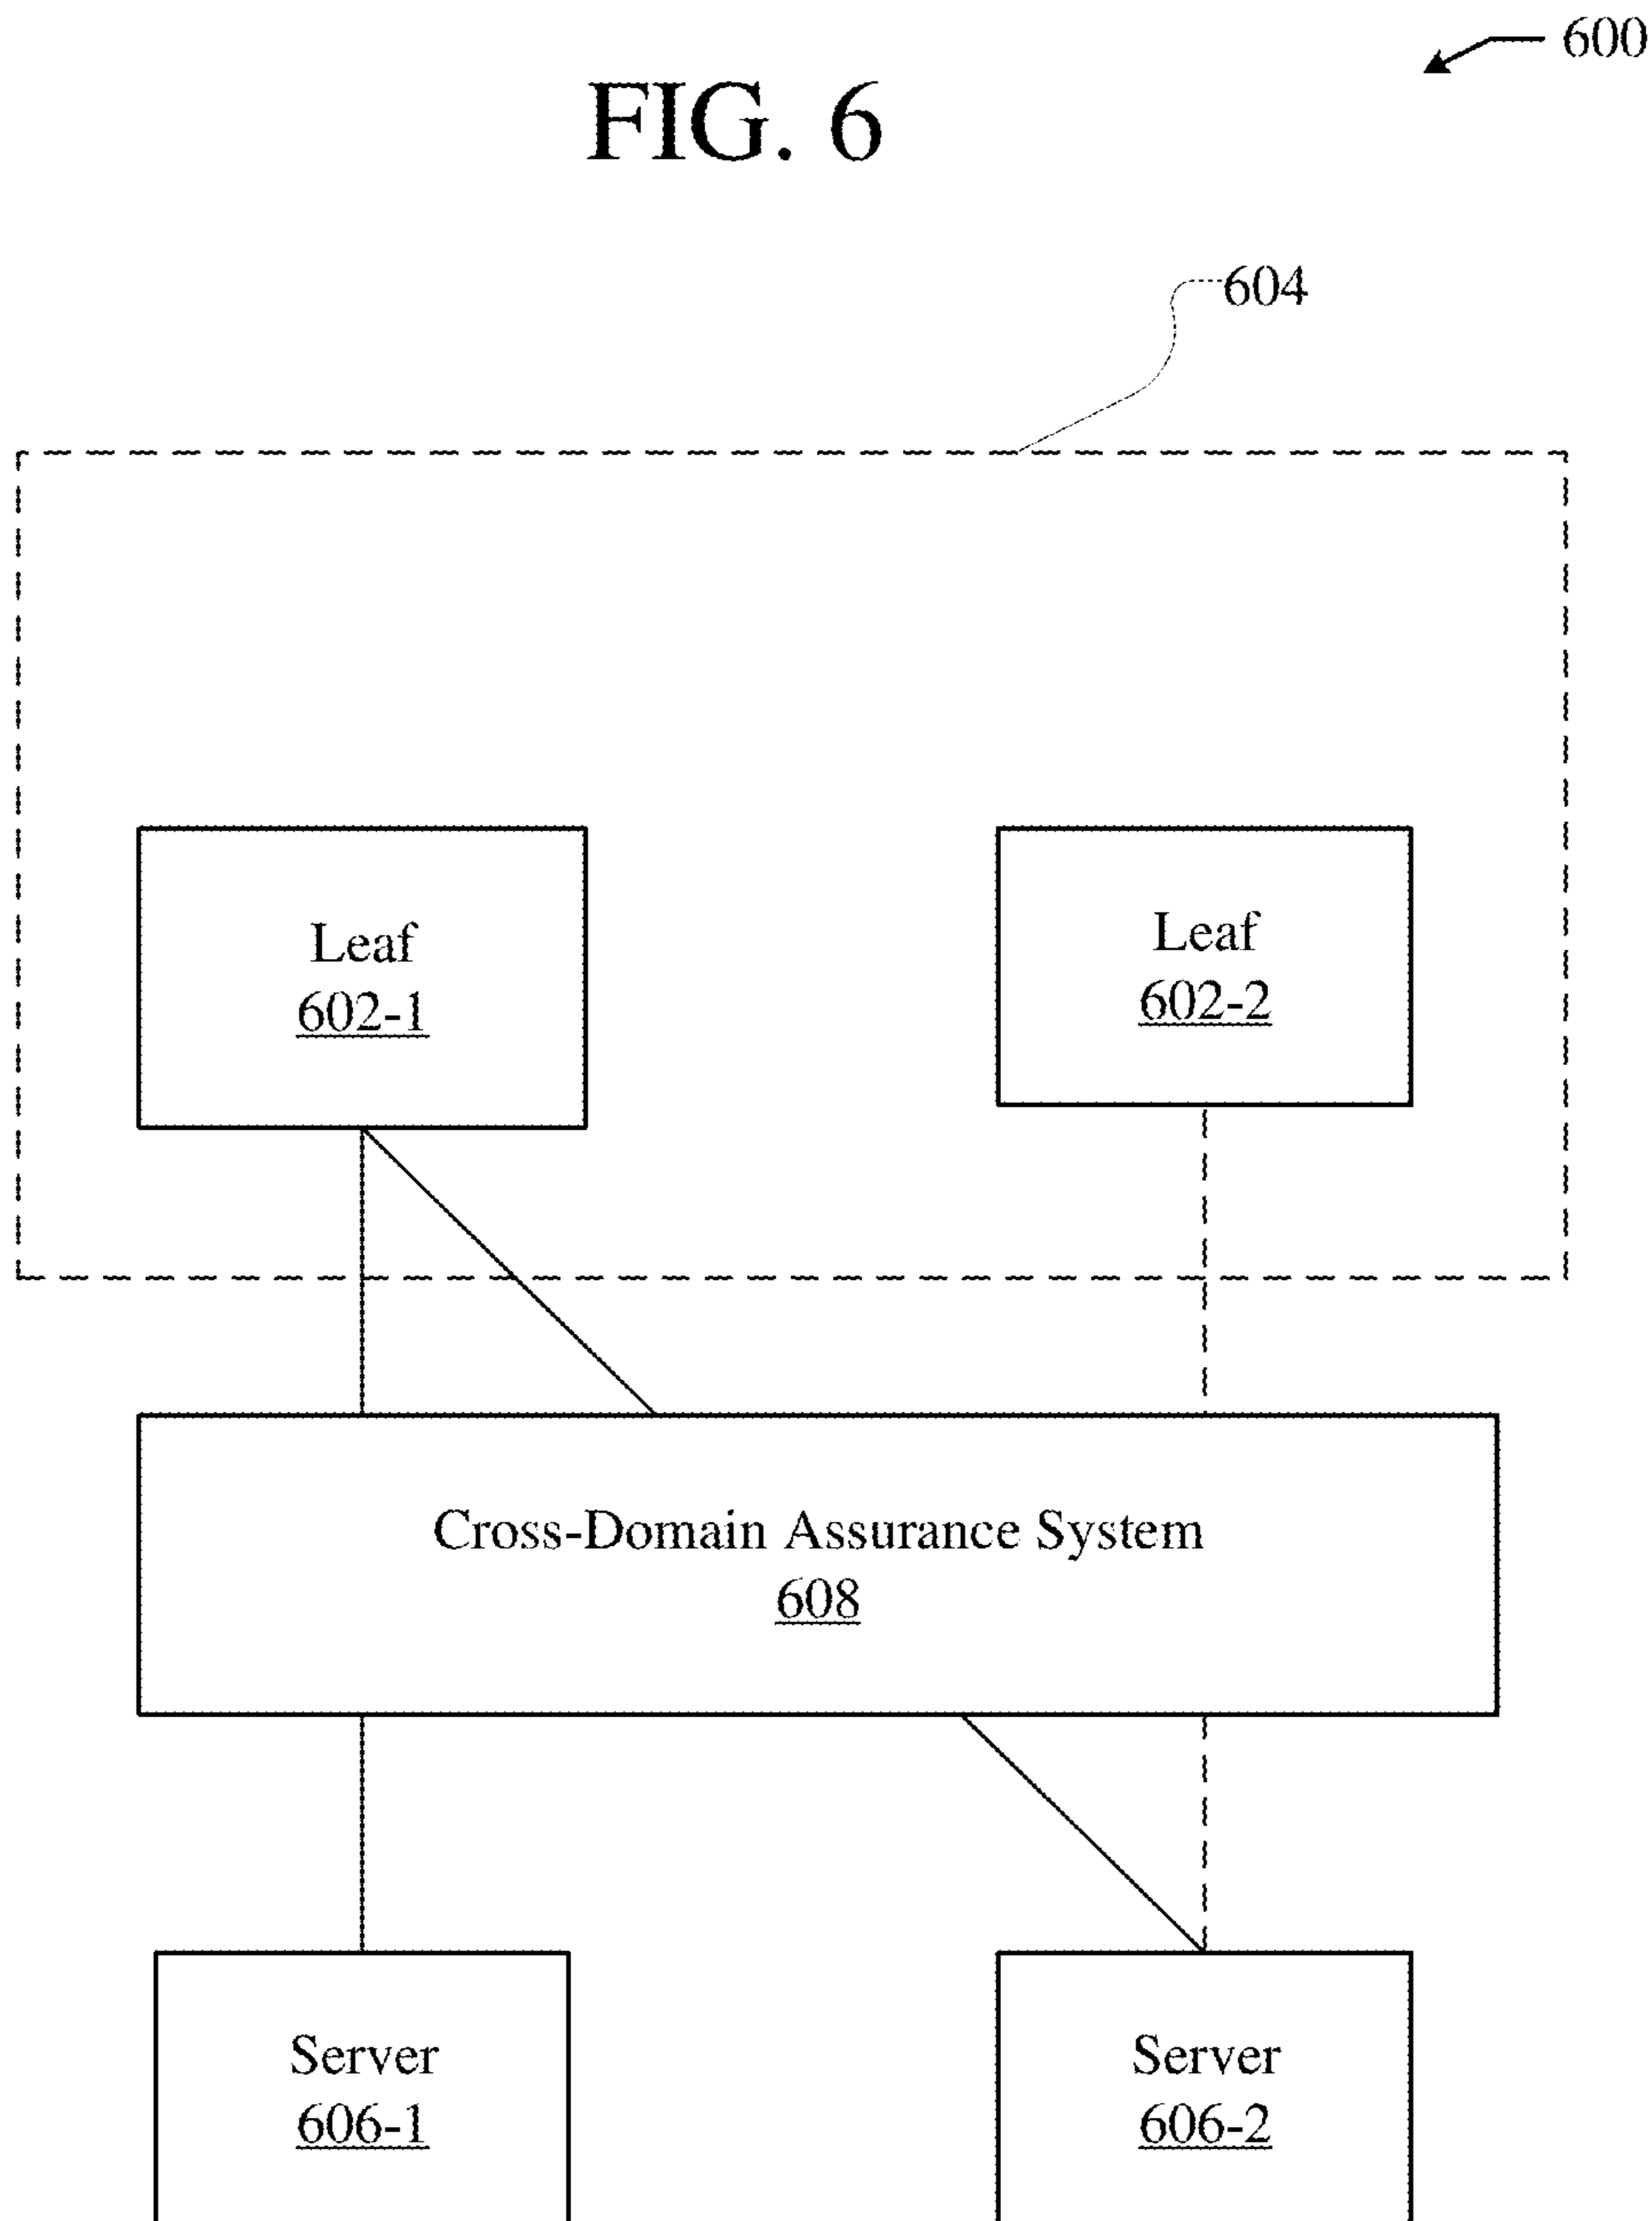 600
FIG. 6
604
Leaf
602-1
Leaf
602-2
Cross-Domain Assurance System
608
Server
606-1
Server
606-2